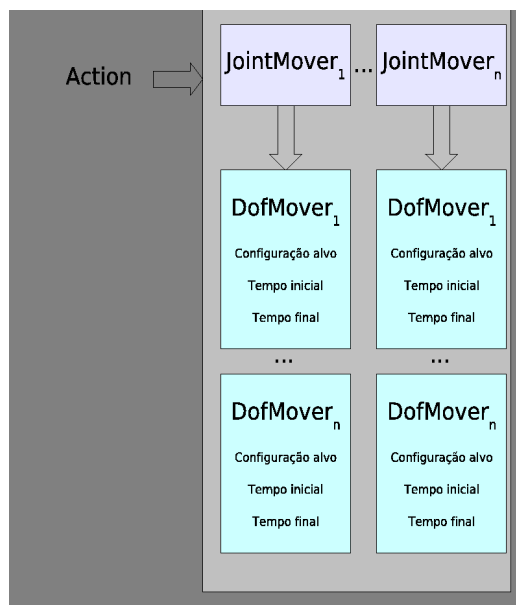 Action
JointMover1 ... JointMovern
DofMover1
Configuração alvo
Tempo inicial
Tempo final
...
DofMovern
Configuração alvo
Tempo inicial
Tempo final
DofMover1
Configuração alvo
Tempo inicial
Tempo final
...
DofMovern
Configuração alvo
Tempo inicial
Tempo final